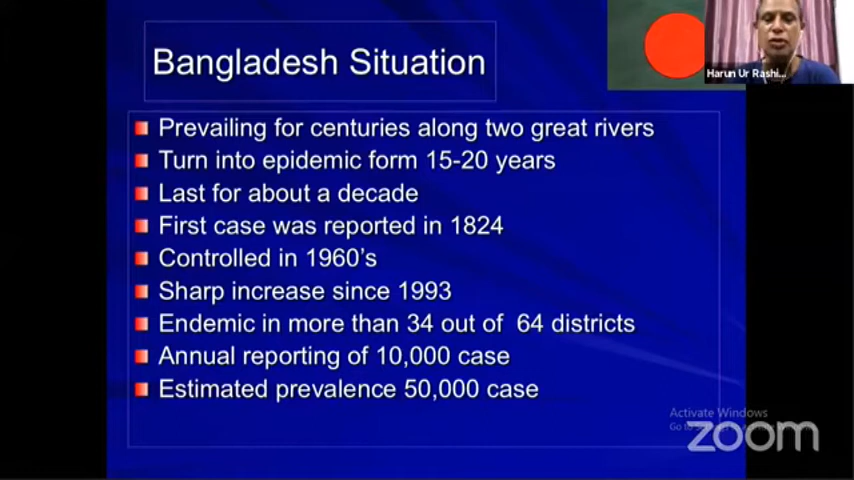 Bangladesh Situation
Harun Ur Rashi...
Prevailing for centuries along two great rivers
Turn into epidemic form 15-20 years
Last for about a decade
First case was reported in 1824
Controlled in 1960's
Sharp increase since 1993
Endemic in more than 34 out of 64 districts
Annual reporting of 10,000 case
Estimated prevalence 50,000 case
Activate Windows
Go to
zoom